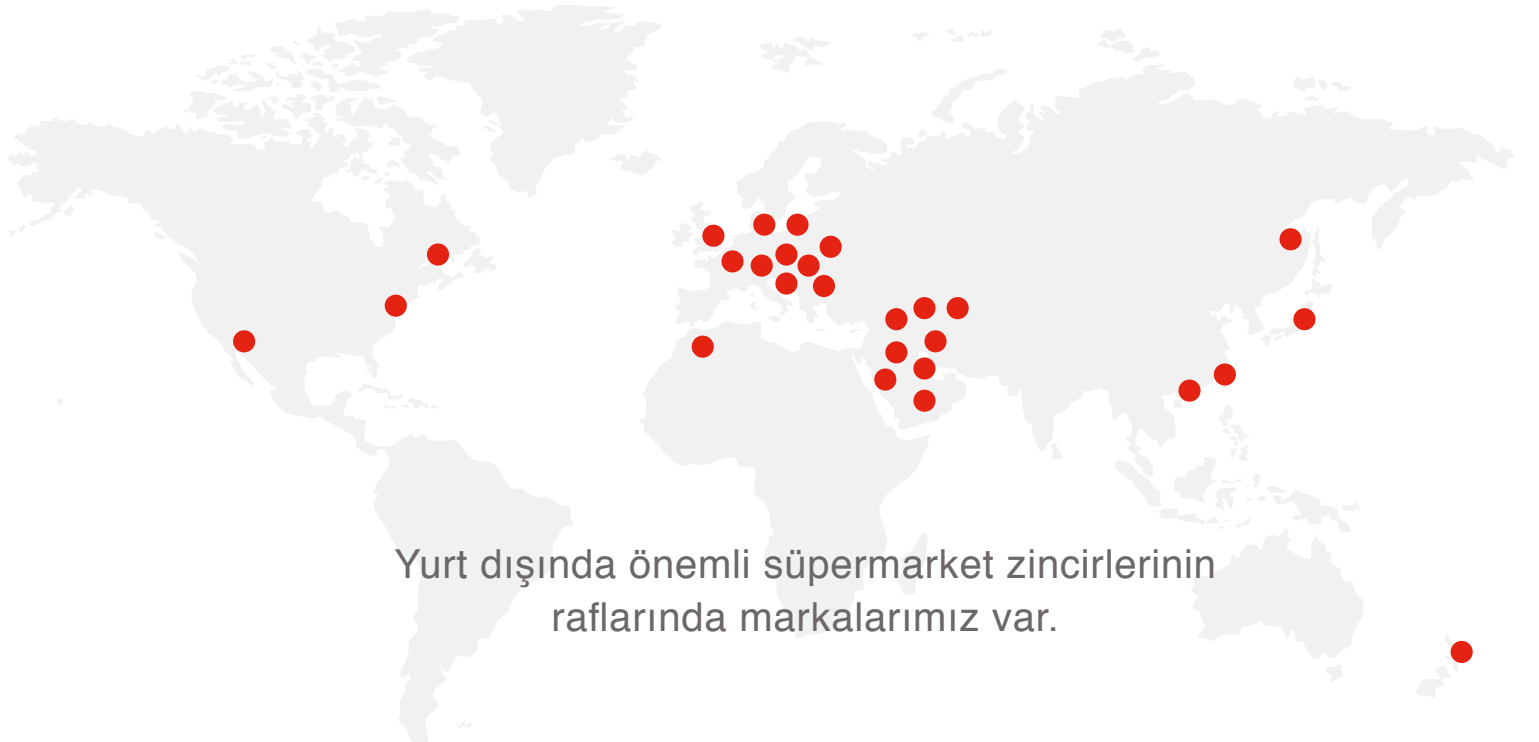 Yurt dışında önemli süpermarket zincirlerinin
raflarında markalarımız var.